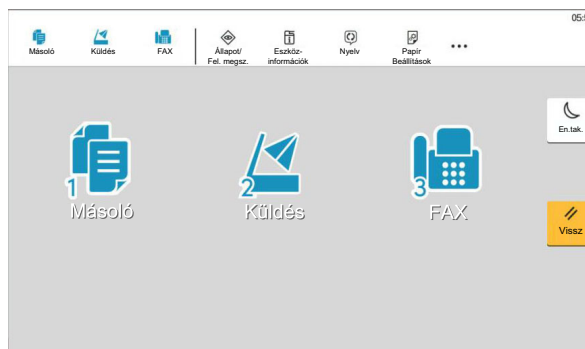 05:
Másoló
Küldés
FAX
Állapot/
Fel. megsz.
Eszköz-
információk
Nyelv
Papír
Beállítások
En.tak.
1
Másoló
2
Küldés
3
FAX
Vissz